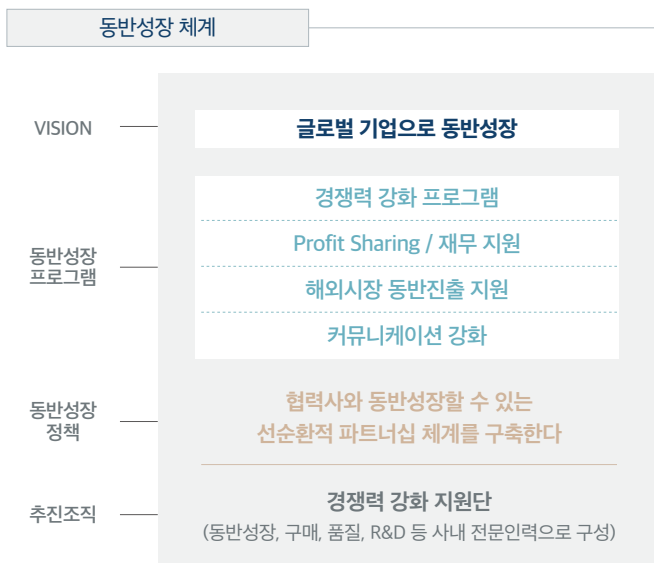 동반성장 체계
VISION
글로벌 기업으로 동반성장
동반성장
프로그램
경쟁력 강화 프로그램
Profit Sharing / 재무 지원
해외시장 동반진출 지원
커뮤니케이션 강화
동반성장
정책
협력사와 동반성장할 수 있는
선순환적 파트너십 체계를 구축한다
추진조직
경쟁력 강화 지원단
(동반성장, 구매, 품질, R&D 등 사내 전문인력으로 구성)